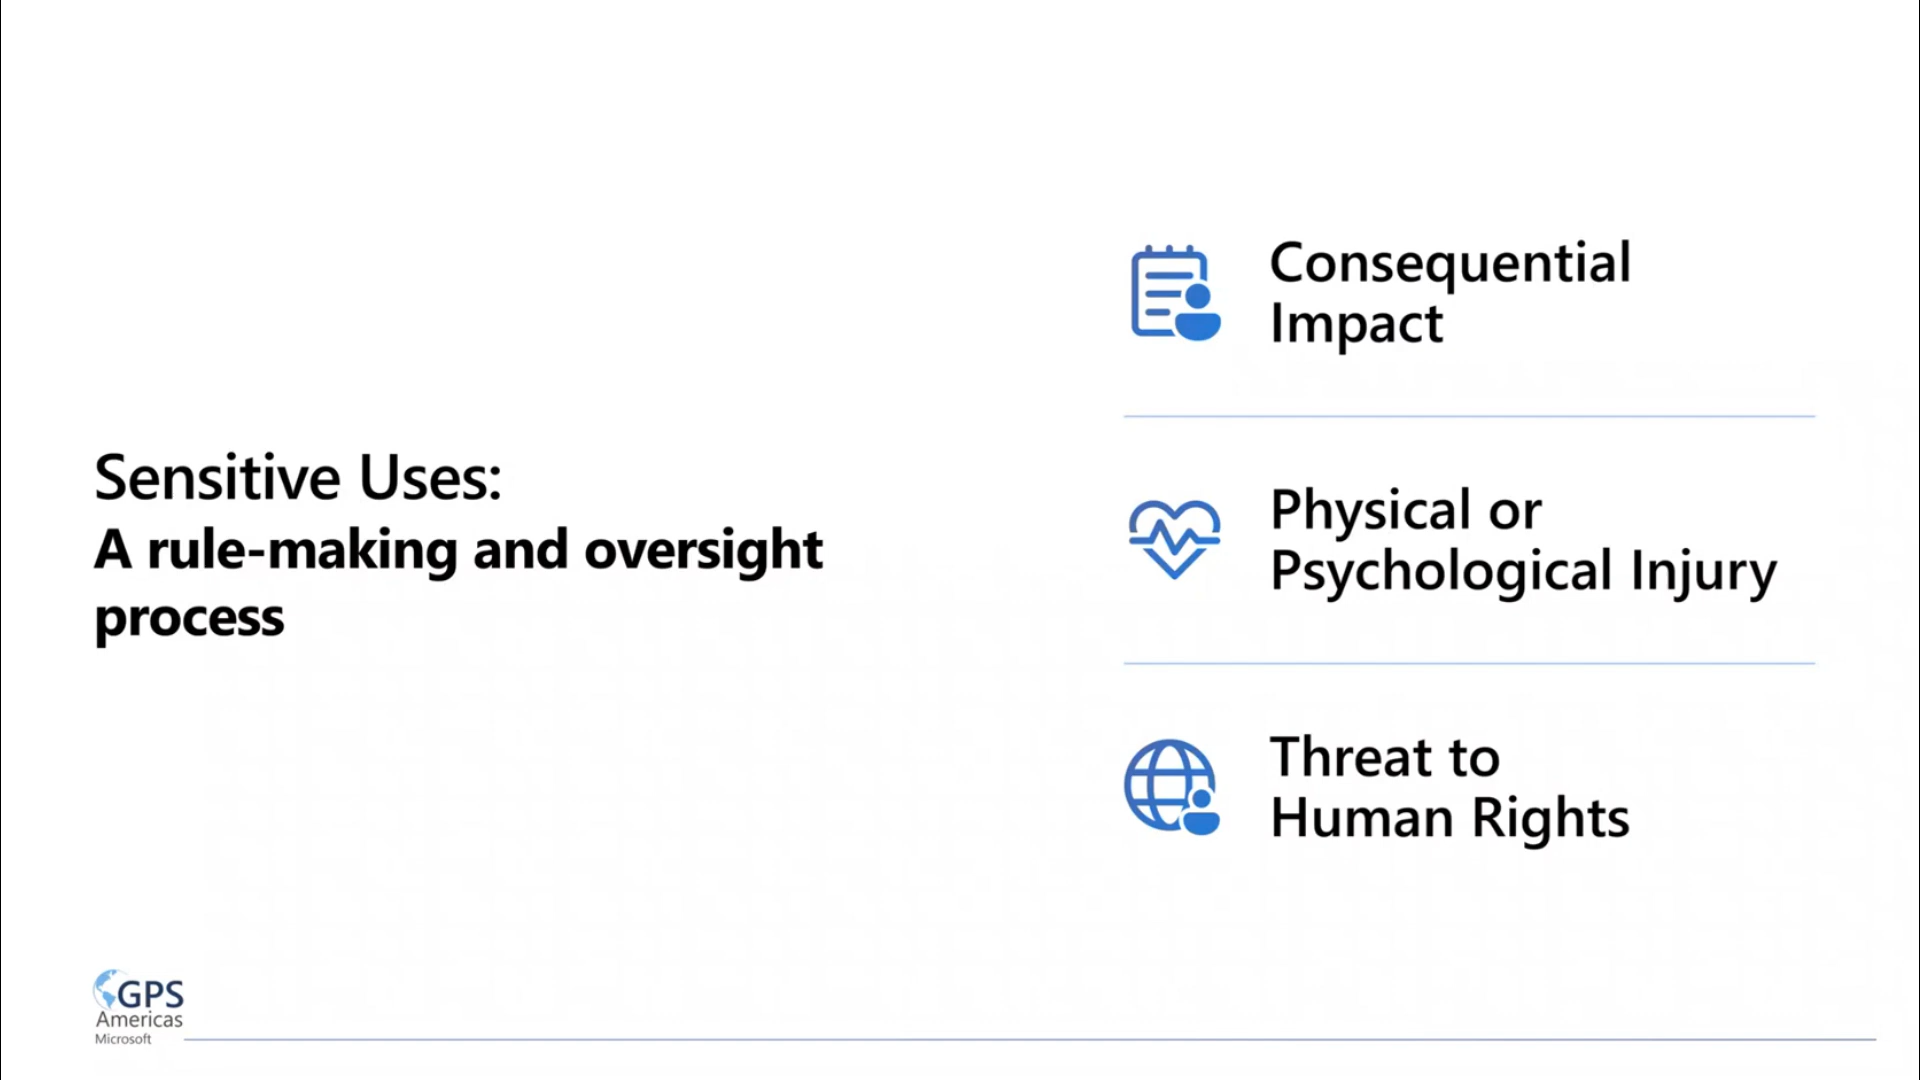 Sensitive Uses:
A rule-making and oversight
process
Consequential
Impact
Physical or
Psychological Injury
Threat to
Human Rights
GPS
Americas
Microsoft